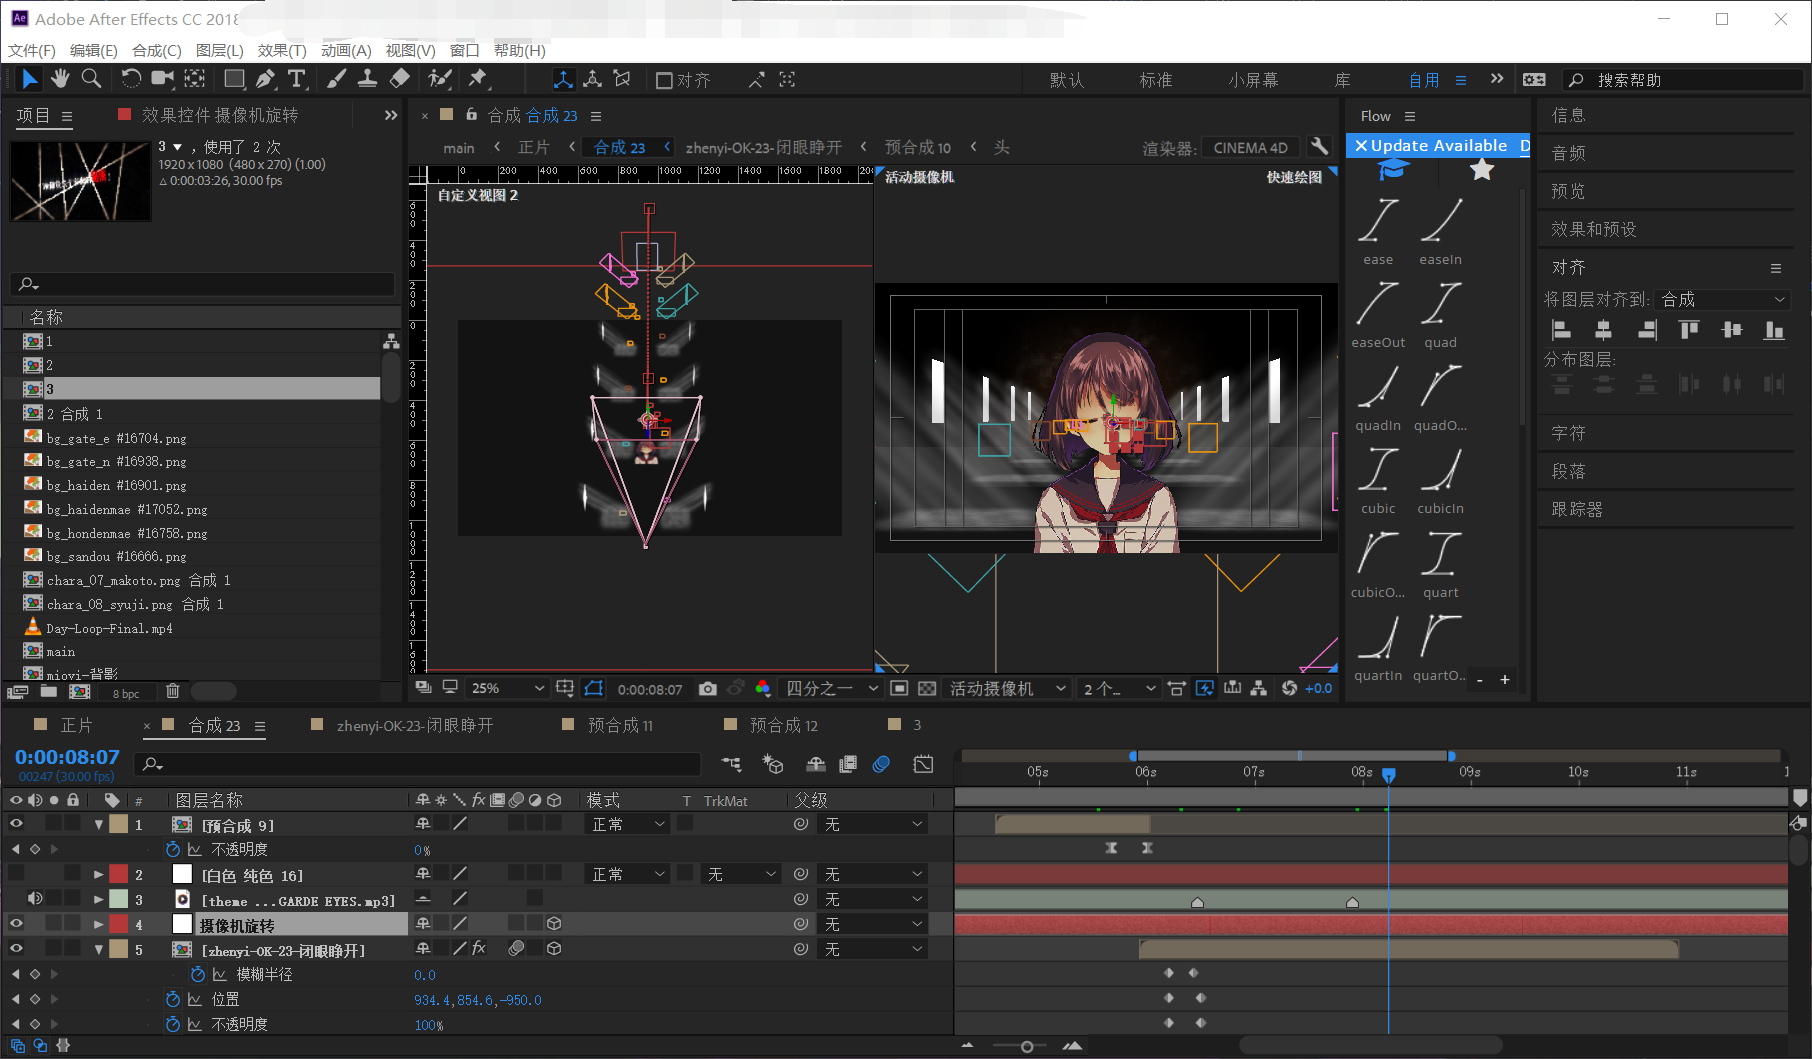 Adobe After Effects CC 2018
文件(F) 编辑(E) 合成(C) 图层(L) 效果(T) 动画(A) 视图(V) 窗口 帮助(H)
对齐 默认 标准 小屏幕 库 自用 搜索帮助
项目 效果控件 摄像机旋转
3 ,使用了 2 次
1920 x 1080 (480 x 270) (1.00)
△ 0:00:03:26, 30.00 fps
名称
1
2
3
2 合成 1
bg_gate_e #16704.png
bg_gate_n #16938.png
bg_haiden #16901.png
bg_haidenmae #17052.png
bg_hondenmae #16758.png
bg_sandou #16666.png
chara_07_makoto.png 合成 1
chara_08_syuji.png 合成 1
Day-Loop-Final.mp4
main
mioyi-背影
8 bpc
合成 合成 23
main 正片 合成 23 zhenyi-OK-23-闭眼睁开 预合成 10 头 渲染器: CINEMA 4D
0 200 400 600 800 1000 1200 1400 1600 1800
自定义视图 2
活动摄像机 快速绘图
25% 0:00:08:07 四分之一 活动摄像机 2 个... +0.0
Flow
Update Available D
ease easeIn
easeOut quad
quadIn quadO...
cubic cubicIn
cubicO... quart
quartIn quartO...
- +
信息
音频
预览
效果和预设
对齐
将图层对齐到: 合成
分布图层:
字符
段落
跟踪器
正片 合成 23 zhenyi-OK-23-闭眼睁开 预合成 11 预合成 12 3
0:00:08:07
00247 (30.00 fps)
05s 06s 07s 08s 09s 10s 11s 1
# 图层名称 fx 模式 T TrkMat 父级
1 [预合成 9] 正常 无
不透明度 0%
2 [白色 纯色 16] 正常 无 无
3 [theme ...GARDE EYES.mp3] 无
4 摄像机旋转 无
5 [zhenyi-OK-23-闭眼睁开] fx 无
模糊半径 0.0
位置 934.4,854.6,-950.0
不透明度 100%